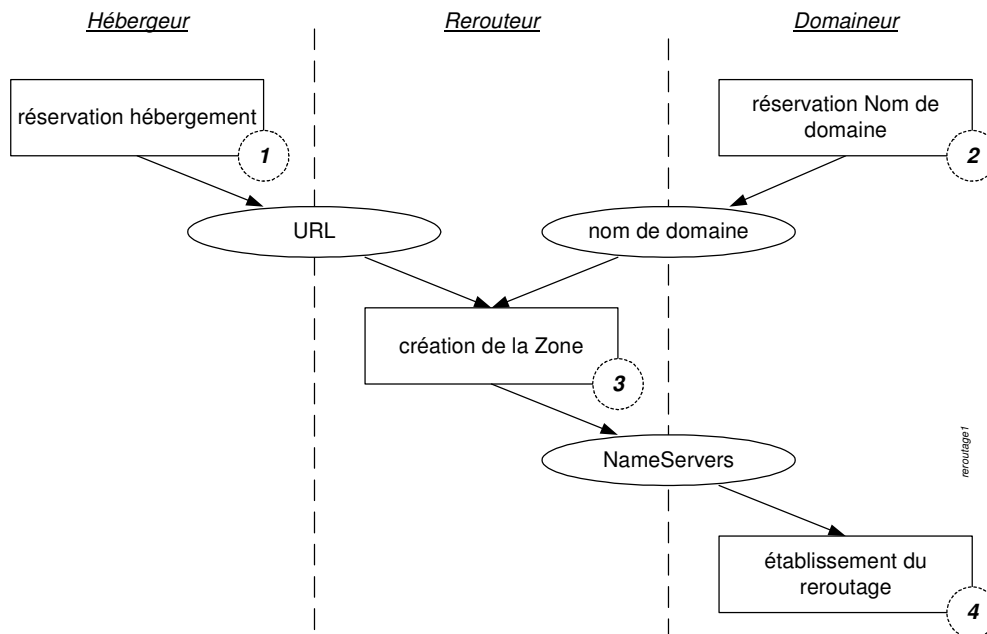 Hébergeur
Rerouteur
Domaineur
réservation hébergement
1
réservation Nom de
domaine
2
URL
nom de domaine
création de la Zone
3
NameServers
reroutage1
établissement du
reroutage
4